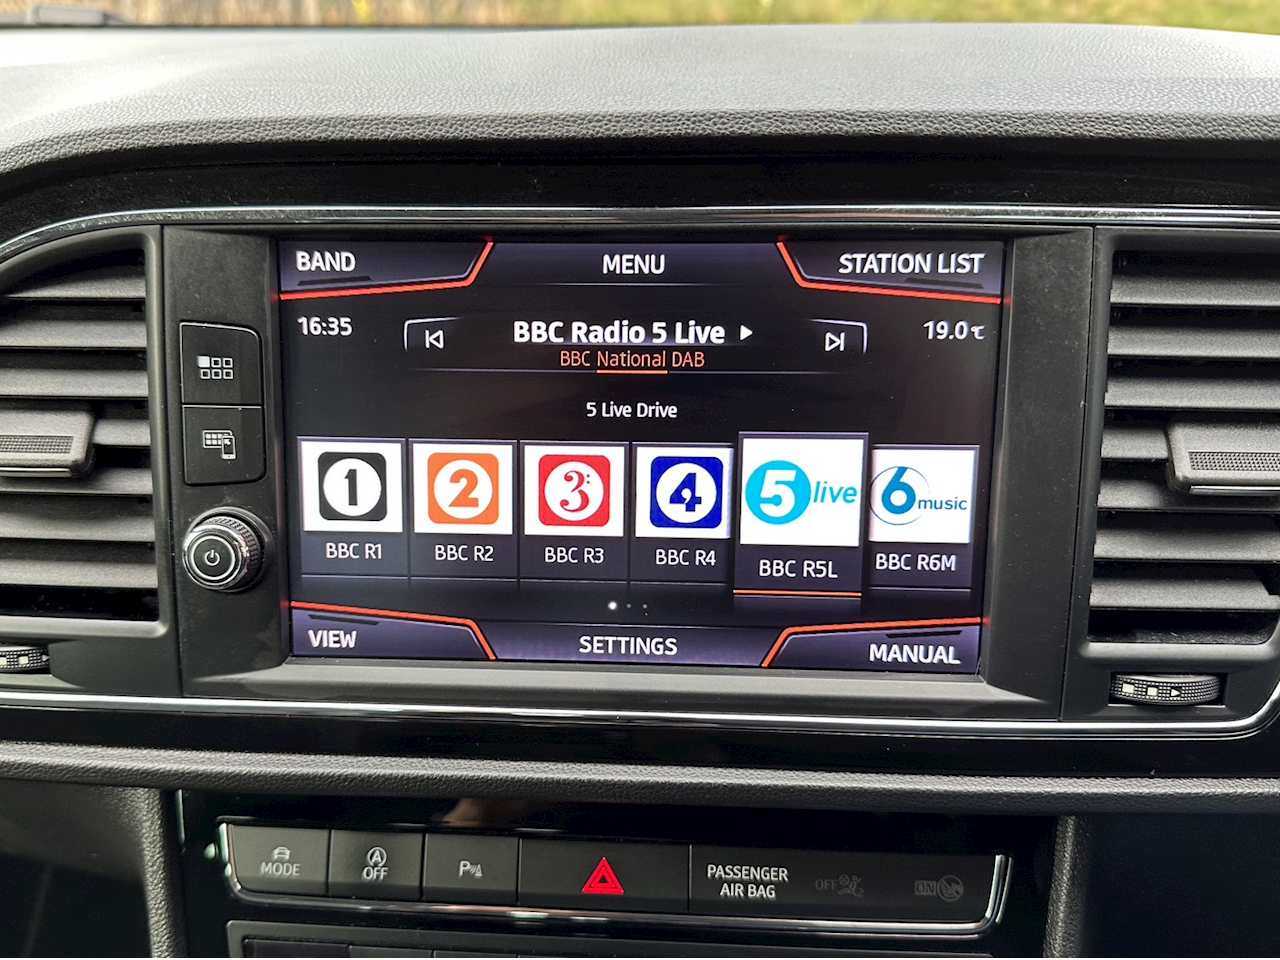 BAND MENU STATION LIST
16:35 BBC Radio 5 Live 19.0°C
BBC National DAB
5 Live Drive
1 2 3 4 5 live 6 music
BBC R1 BBC R2 BBC R3 BBC R4 BBC R5L BBC R6M
VIEW SETTINGS MANUAL
MODE A OFF P PASSENGER AIR BAG OFF ON